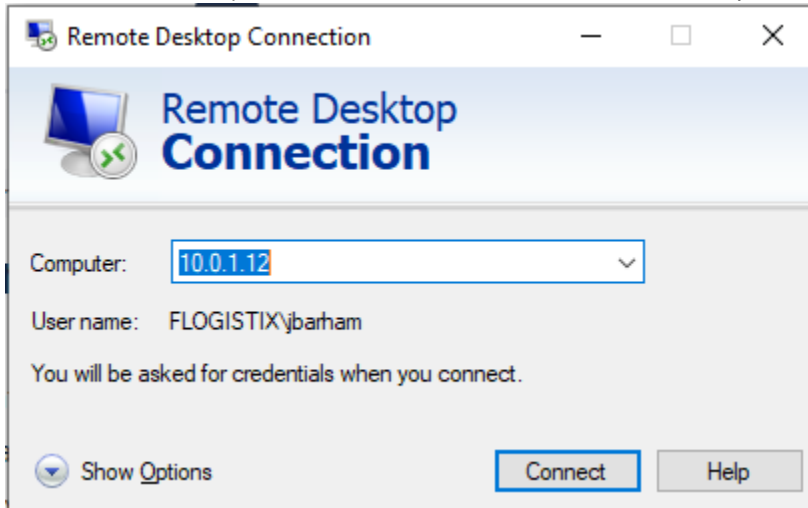 Remote Desktop Connection
Remote Desktop
Connection
Computer: 10.0.1.12
User name: FLOGISTIX\jbarham
You will be asked for credentials when you connect.
Show Options Connect Help